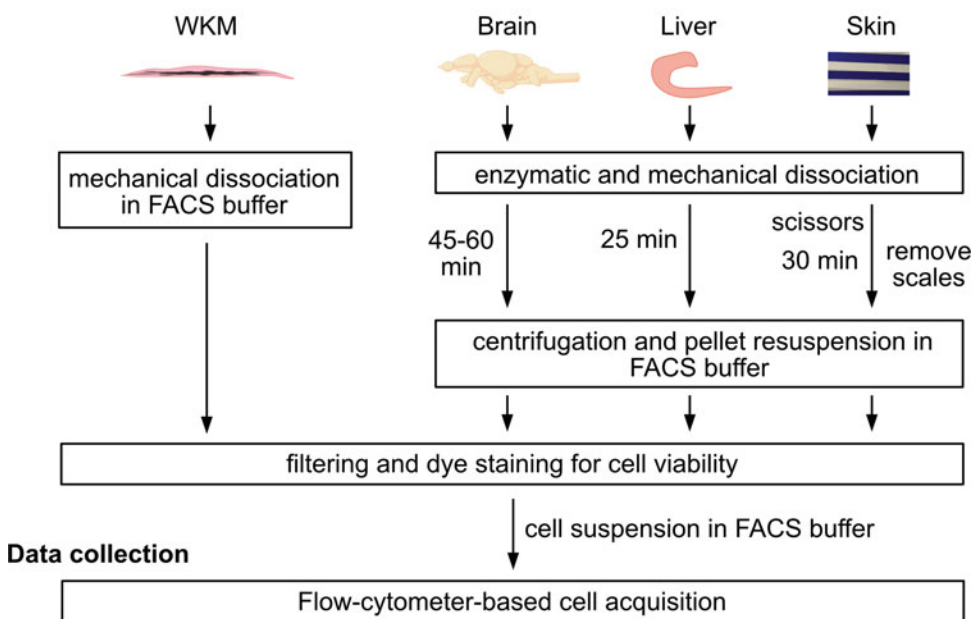 WKM
Brain
Liver
Skin
mechanical dissociation
in FACS buffer
enzymatic and mechanical dissociation
45-60
min
25 min
scissors
30 min
remove
scales
centrifugation and pellet resuspension in
FACS buffer
filtering and dye staining for cell viability
cell suspension in FACS buffer
Data collection
Flow-cytometer-based cell acquisition